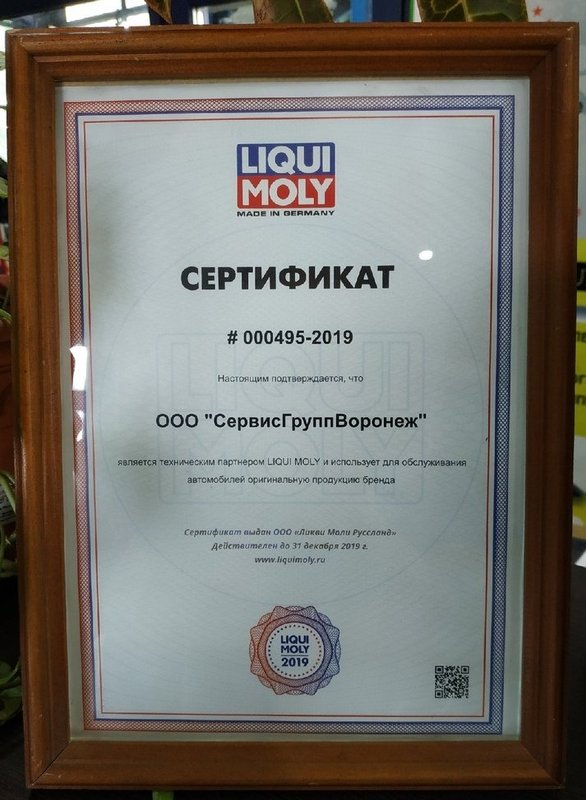 LIQUI
MOLY
MADE IN GERMANY
СЕРТИФИКАТ
# 000495-2019
Настоящим подтверждается, что
ООО "СервисГруппВоронеж"
является техническим партнером LIQUI MOLY и использует для обслуживания
автомобилей оригинальную продукцию бренда
Сертификат выдан ООО «Ликви Моли Руссланд»
Действителен до 31 декабря 2019 г.
www.liquimoly.ru
LIQUI
MOLY
2019